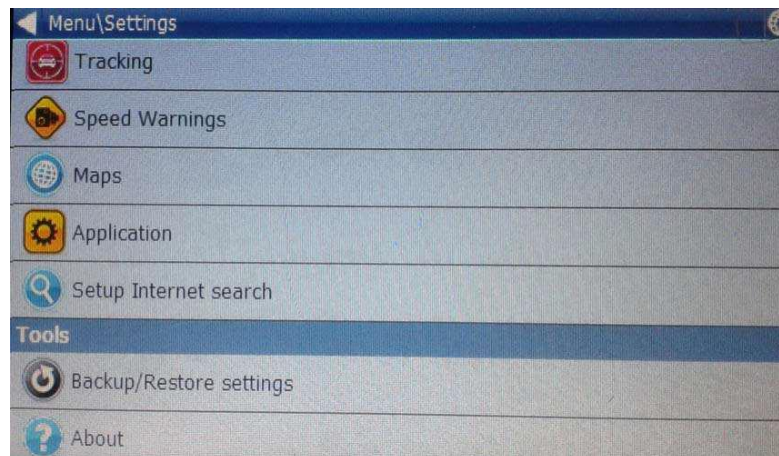 Menu\Settings
Tracking
Speed Warnings
Maps
Application
Setup Internet search
Tools
Backup/Restore settings
About